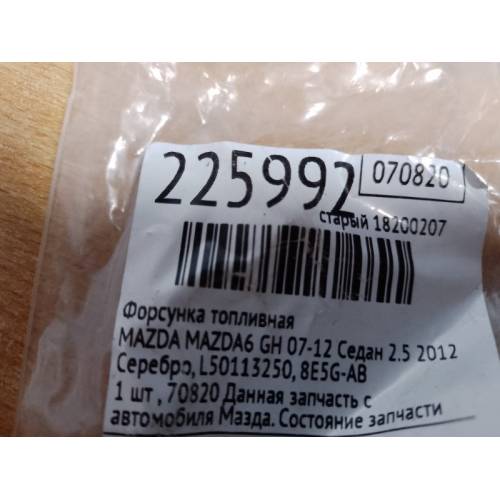 225992 070820
старый 18200207
Форсунка топливная
MAZDA MAZDA6 GH 07-12 Седан 2.5 2012
Серебро, L50113250, 8E5G-AB
1 шт , 70820 Данная запчасть с
автомобиля Мазда. Состояние запчасти